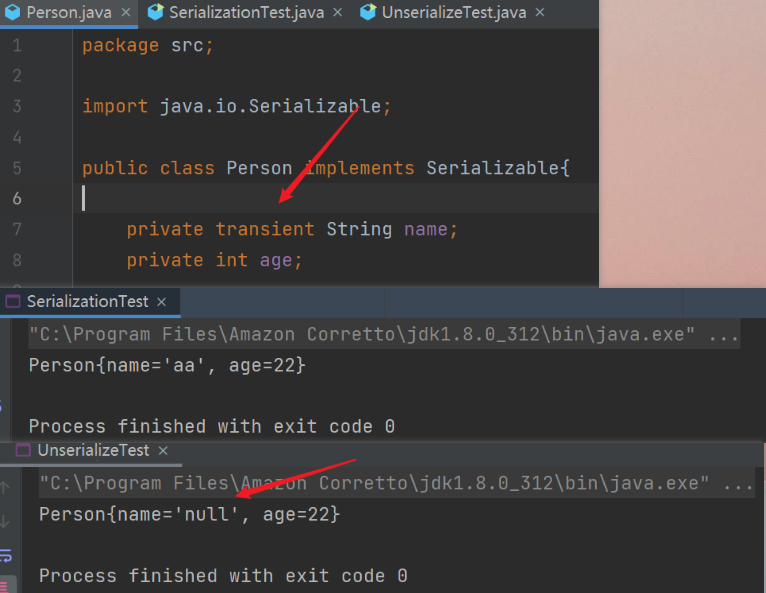 Person.java × SerializationTest.java × UnserializeTest.java ×
1 package src;
2
3 import java.io.Serializable;
4
5 public class Person implements Serializable{
6
7 private transient String name;
8 private int age;
SerializationTest ×
"C:\Program Files\Amazon Corretto\jdk1.8.0_312\bin\java.exe" ...
Person{name='aa', age=22}
Process finished with exit code 0
UnserializeTest ×
"C:\Program Files\Amazon Corretto\jdk1.8.0_312\bin\java.exe" ...
Person{name='null', age=22}
Process finished with exit code 0